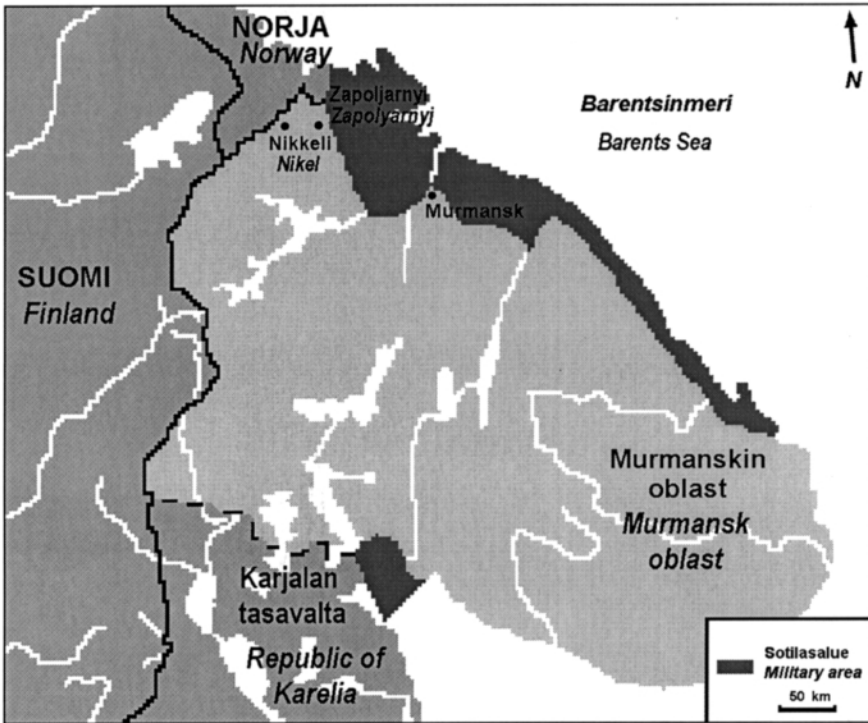 NORJA
Norway
N
Zapoljarnyi
Zapolyarnyj
Barentsinmeri
Barents Sea
Nikkeli
Nikel
Murmansk
SUOMI
Finland
Murmanskin
oblast
Murmansk
oblast
Karjalan
tasavalta
Republic of
Karelia
Sotilasalue
Military area
50 km